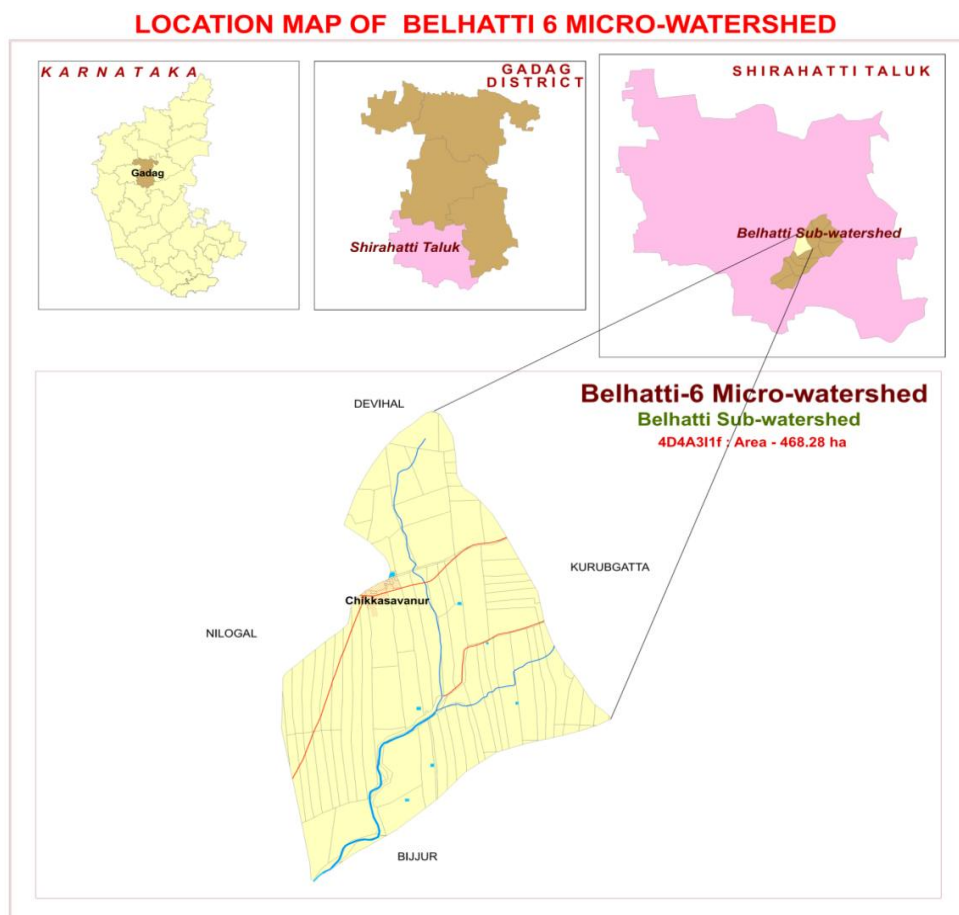 LOCATION MAP OF BELHATTI 6 MICRO-WATERSHED
KARNATAKA
Gadag
GADAG
DISTRICT
Shirahatti Taluk
SHIRAHATTI TALUK
Belhatti Sub-watershed
Belhatti-6 Micro-watershed
Belhatti Sub-watershed
4D4A3I1f : Area - 468.28 ha
DEVIHAL
KURUBGATTA
Chikkasavanur
NILOGAL
BIJJUR